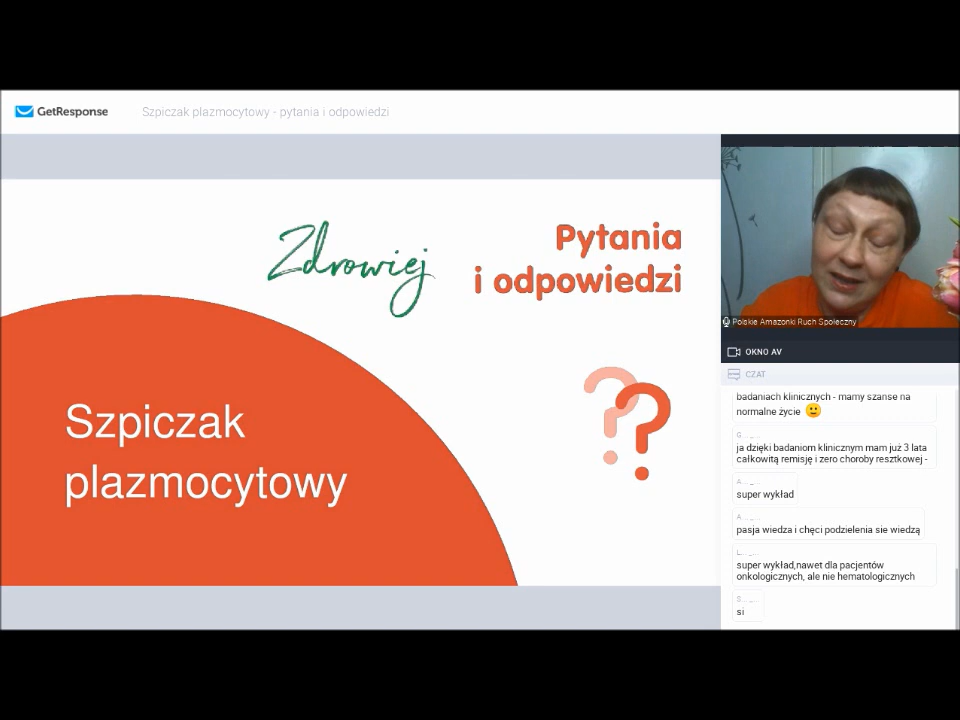 GetResponse
Szpiczak plazmocytowy - pytania i odpowiedzi
Zdrowiej
Pytania
i odpowiedzi
??
Szpiczak
plazmocytowy
Polskie Amazonki Ruch Społeczny
OKNO AV
CZAT
badaniach klinicznych - mamy szanse na
normalne życie 🙂
G... _...
ja dzięki badaniom klinicznym mam już 3 lata
całkowitą remisję i zero choroby resztkowej -
A... _...
super wykład
A... _...
pasja wiedza i chęci podzielenia sie wiedzą
L... _...
super wykład,nawet dla pacjentów
onkologicznych, ale nie hematologicznych
S... _...
si